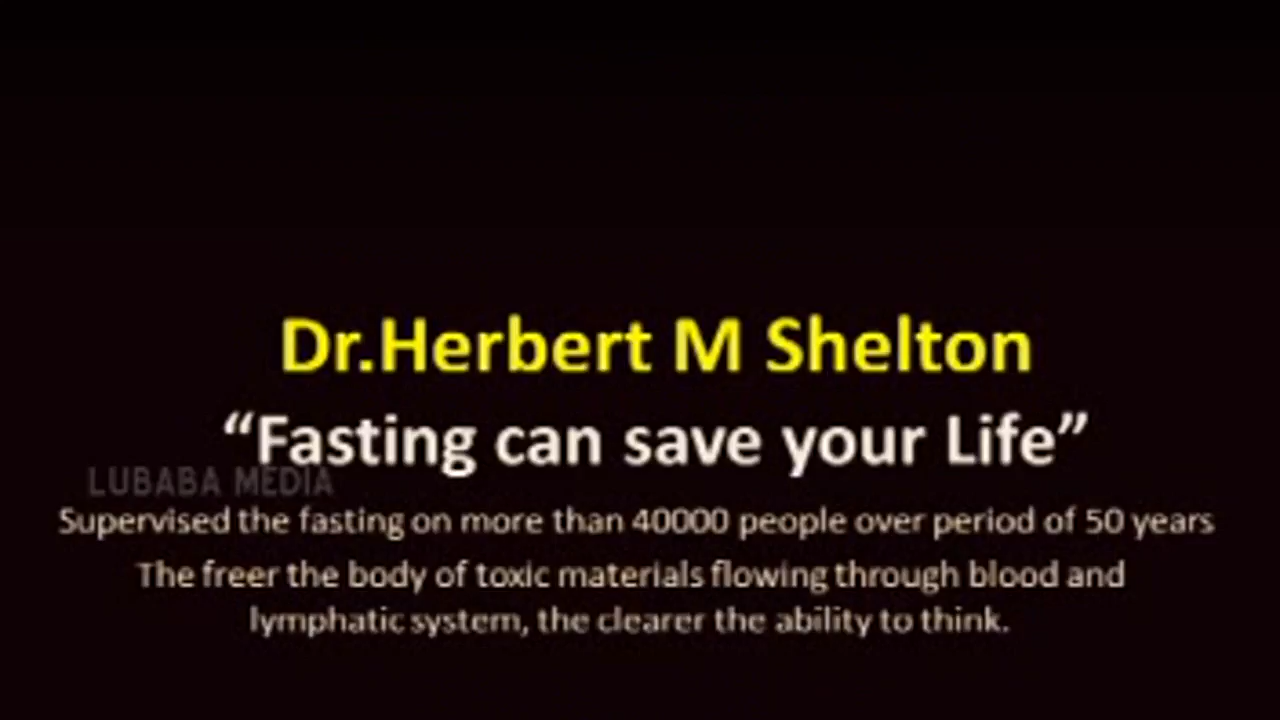 Dr.Herbert M Shelton
“Fasting can save your Life”
LUBABA MEDIA
Supervised the fasting on more than 40000 people over period of 50 years
The freer the body of toxic materials flowing through blood and
lymphatic system, the clearer the ability to think.